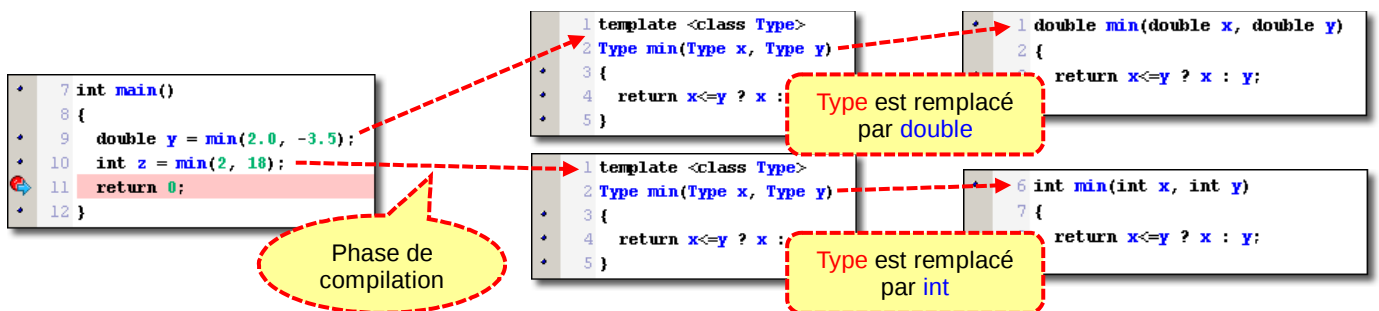 7 int main()
8 {
9 double y = min(2.0, -3.5);
10 int z = min(2, 18);
11 return 0;
12 }
Phase de
compilation
1 template <class Type>
2 Type min(Type x, Type y)
3 {
4 return x<=y ? x :
5 }
Type est remplacé
par double
1 double min(double x, double y)
2 {
return x<=y ? x : y;
1 template <class Type>
2 Type min(Type x, Type y)
3 {
4 return x<=y ? x :
5 }
Type est remplacé
par int
6 int min(int x, int y)
7 {
return x<=y ? x : y;